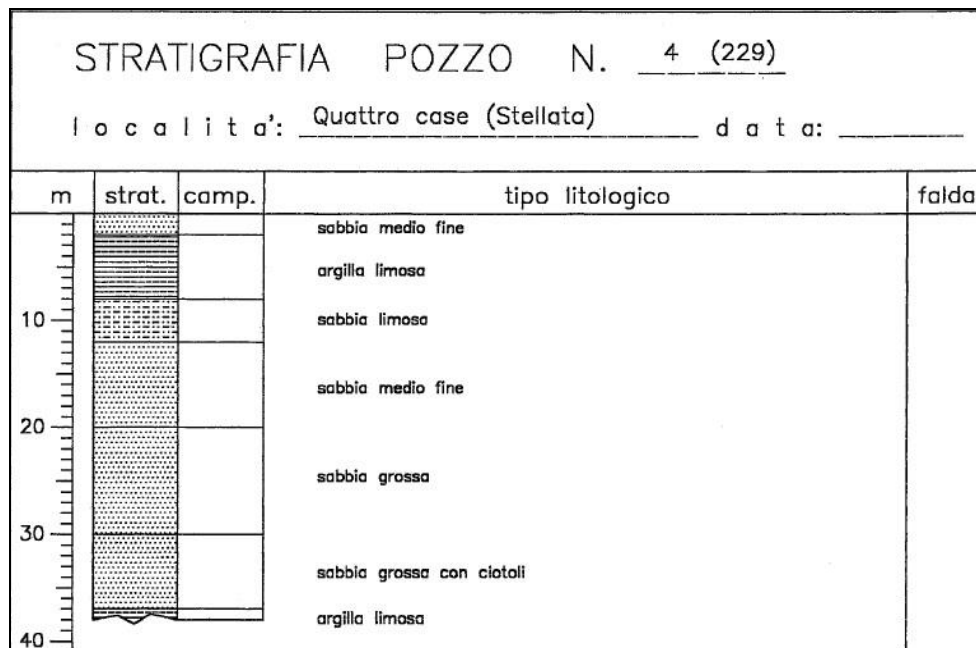 STRATIGRAFIA POZZO N. 4 (229)
localita': Quattro case (Stellata) data:
m strat. camp. tipo litologico falda
sabbia medio fine
argilla limosa
10 sabbia limosa
sabbia medio fine
20
sabbia grossa
30
sabbia grossa con ciotoli
argilla limosa
40